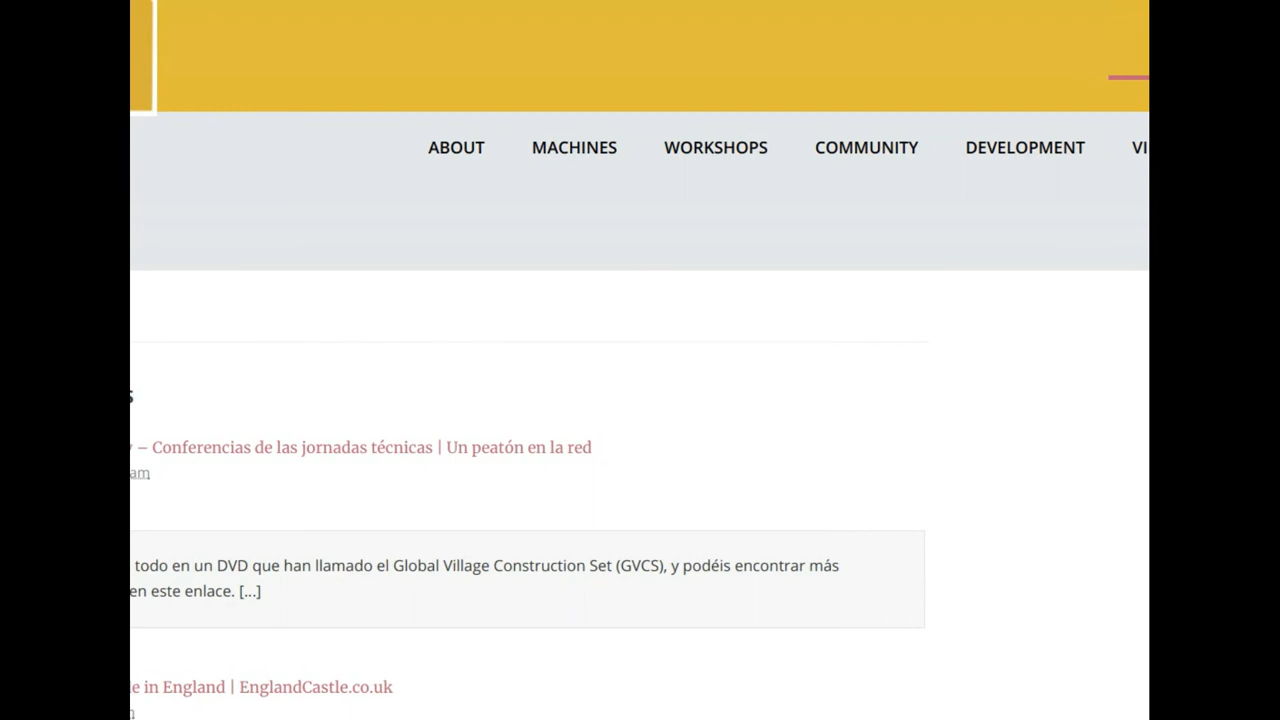 ABOUT MACHINES WORKSHOPS COMMUNITY DEVELOPMENT
– Conferencias de las jornadas técnicas | Un peatón en la red
am
todo en un DVD que han llamado el Global Village Construction Set (GVCS), y podéis encontrar más
en este enlace. [...]
in England | EnglandCastle.co.uk